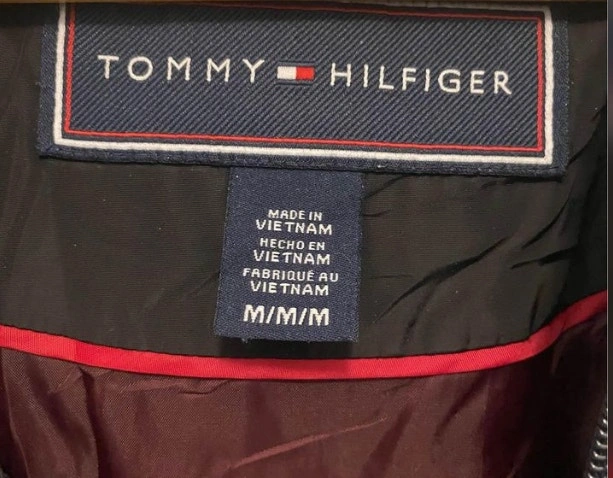 TOMMY HILFIGER
MADE IN
VIETNAM
HECHO EN
VIETNAM
FABRIQUÉ AU
VIETNAM
M/M/M